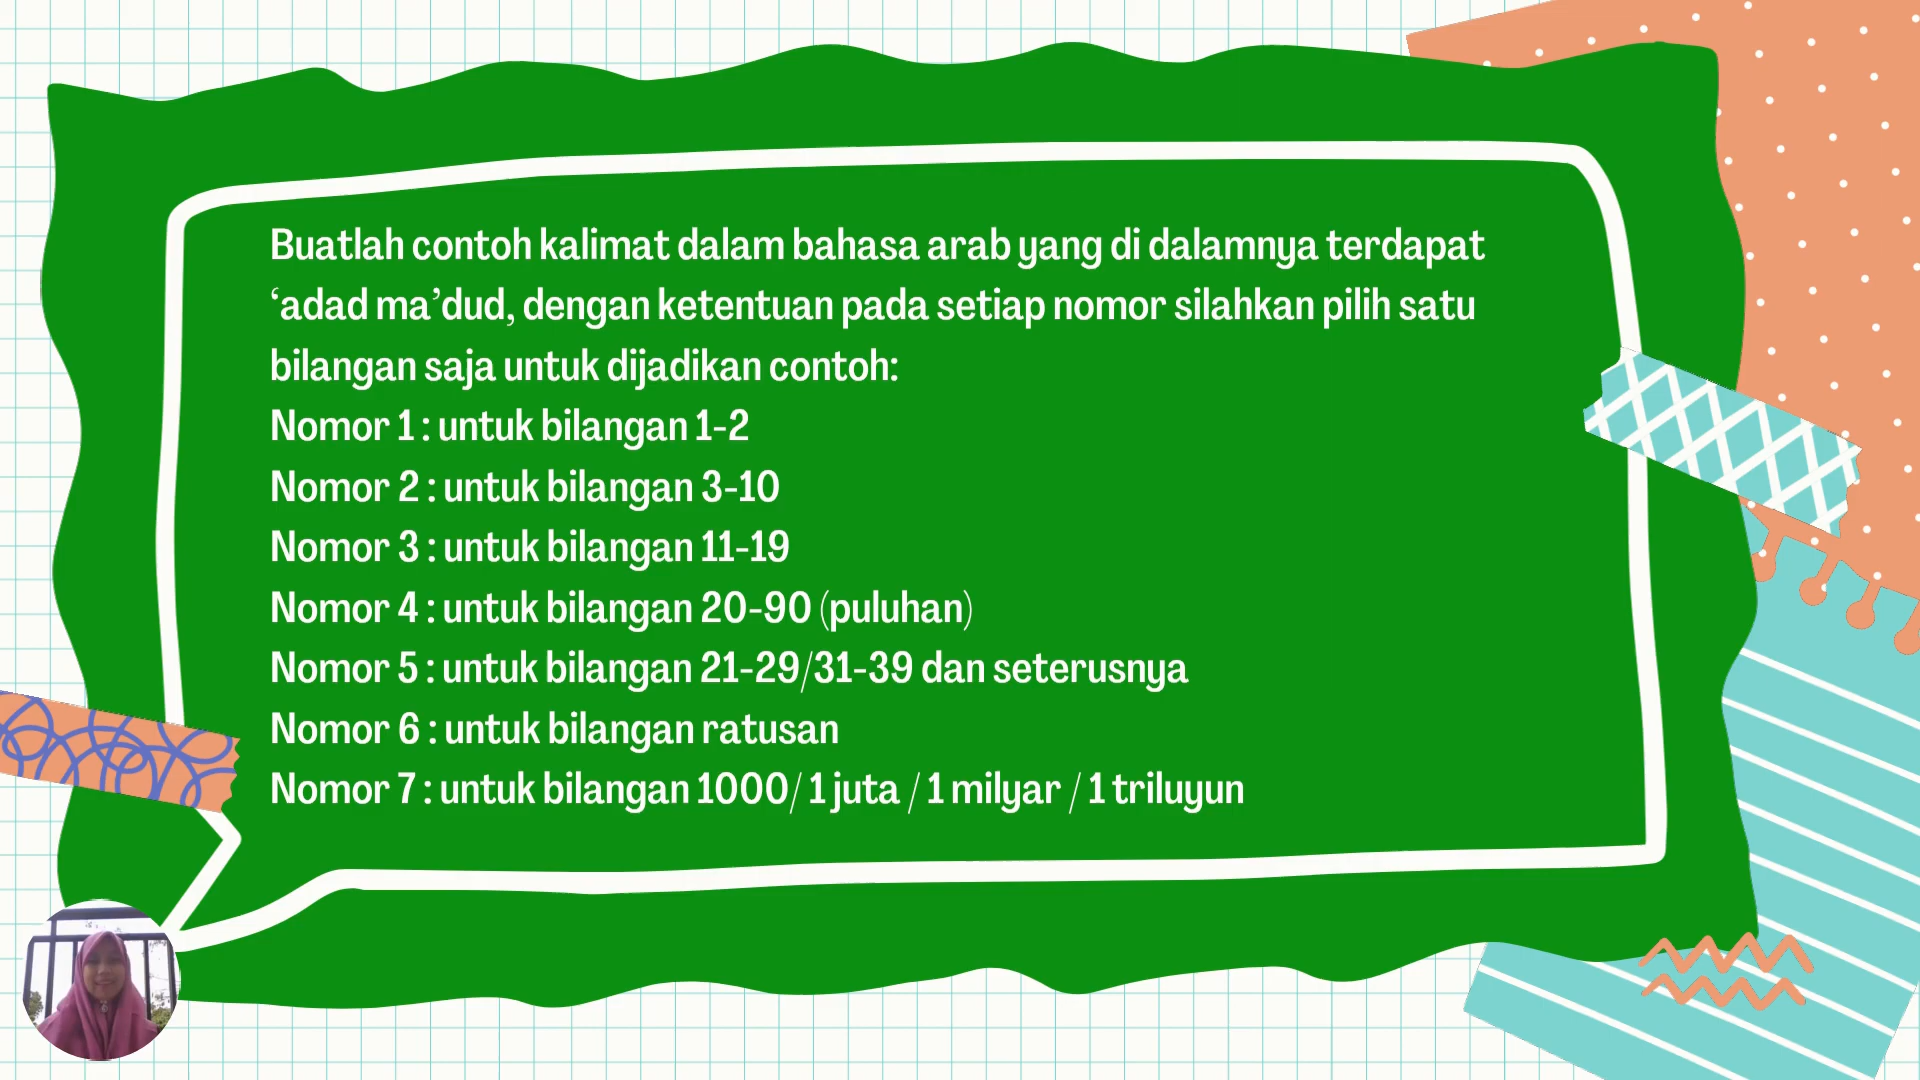 Buatlah contoh kalimat dalam bahasa arab yang di dalamnya terdapat
‘adad ma’dud, dengan ketentuan pada setiap nomor silahkan pilih satu
bilangan saja untuk dijadikan contoh:
Nomor 1 : untuk bilangan 1-2
Nomor 2 : untuk bilangan 3-10
Nomor 3 : untuk bilangan 11-19
Nomor 4 : untuk bilangan 20-90 (puluhan)
Nomor 5 : untuk bilangan 21-29/31-39 dan seterusnya
Nomor 6 : untuk bilangan ratusan
Nomor 7 : untuk bilangan 1000/ 1 juta / 1 milyar / 1 triluyun